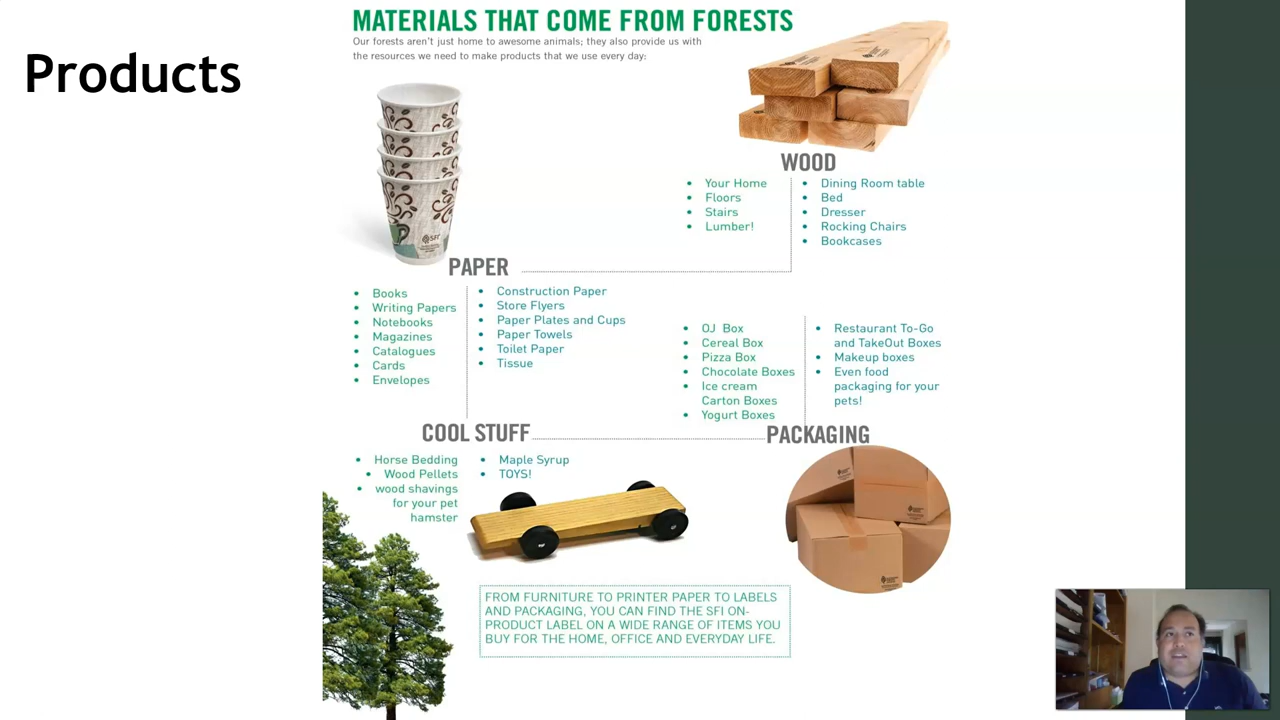 Products
MATERIALS THAT COME FROM FORESTS
Our forests aren't just home to awesome animals; they also provide us with
the resources we need to make products that we use every day:
WOOD
• Your Home
• Floors
• Stairs
• Lumber!
• Dining Room table
• Bed
• Dresser
• Rocking Chairs
• Bookcases
SFI
PAPER
• Books
• Writing Papers
• Notebooks
• Magazines
• Catalogues
• Cards
• Envelopes
• Construction Paper
• Store Flyers
• Paper Plates and Cups
• Paper Towels
• Toilet Paper
• Tissue
• OJ Box
• Cereal Box
• Pizza Box
• Chocolate Boxes
• Ice cream
Carton Boxes
• Yogurt Boxes
• Restaurant To-Go
and TakeOut Boxes
• Makeup boxes
• Even food
packaging for your
pets!
PACKAGING
COOL STUFF
• Horse Bedding
• Wood Pellets
• wood shavings
for your pet
hamster
• Maple Syrup
• TOYS!
FROM FURNITURE TO PRINTER PAPER TO LABELS
AND PACKAGING, YOU CAN FIND THE SFI ON-
PRODUCT LABEL ON A WIDE RANGE OF ITEMS YOU
BUY FOR THE HOME, OFFICE AND EVERYDAY LIFE.